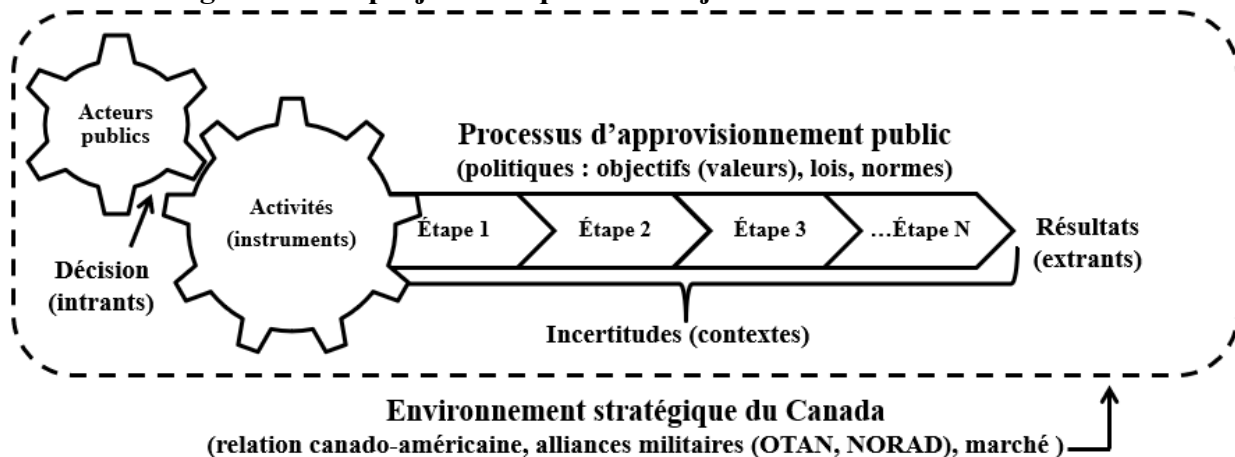 Acteurs
publics
Processus d’approvisionnement public
(politiques : objectifs (valeurs), lois, normes)
Activités
(instruments)
Étape 1
Étape 2
Étape 3
…Étape N
Résultats
(extrants)
Décision
(intrants)
Incertitudes (contextes)
Environnement stratégique du Canada
(relation canado-américaine, alliances militaires (OTAN, NORAD), marché )